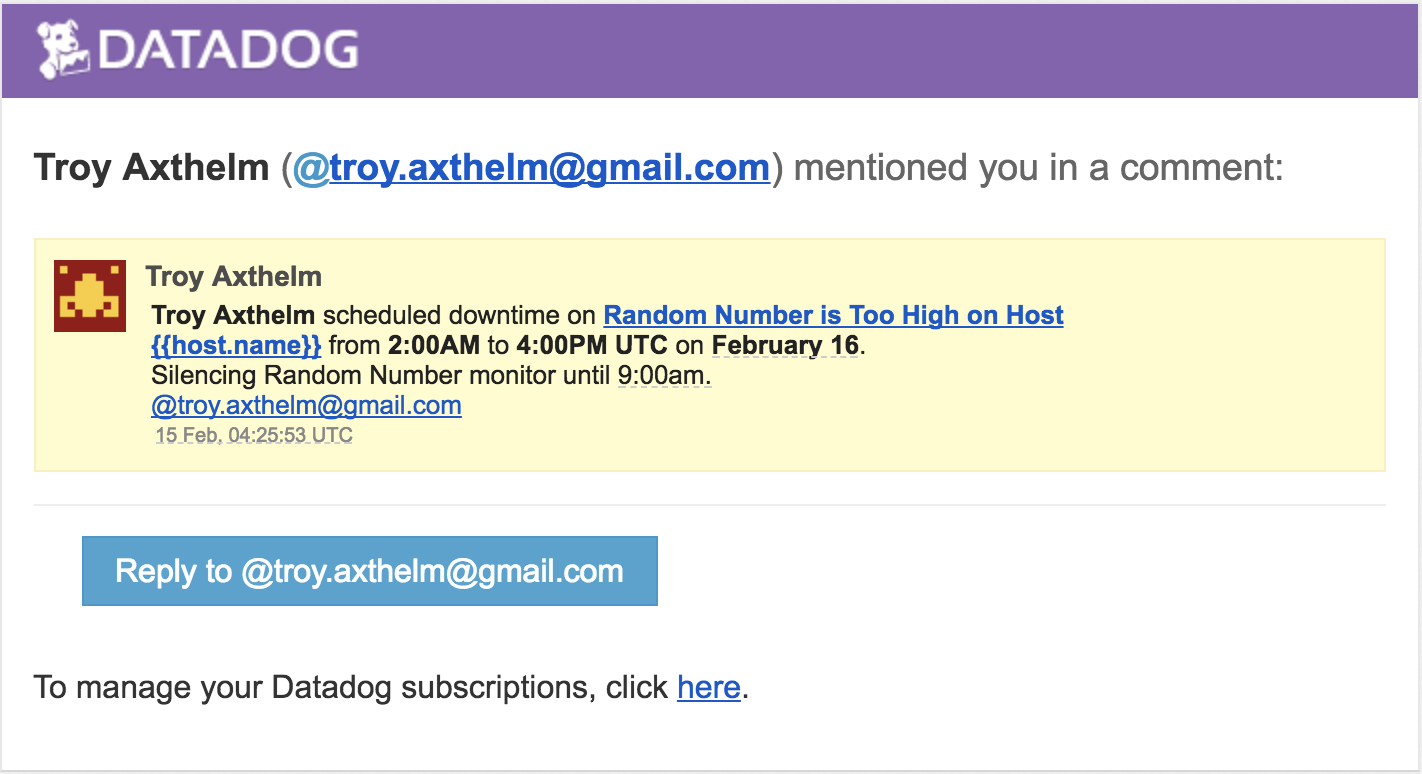 DATADOG
Troy Axthelm (@troy.axthelm@gmail.com) mentioned you in a comment:
Troy Axthelm
Troy Axthelm scheduled downtime on Random Number is Too High on Host
{{host.name}} from 2:00AM to 4:00PM UTC on February 16.
Silencing Random Number monitor until 9:00am.
@troy.axthelm@gmail.com
15 Feb, 04:25:53 UTC
Reply to @troy.axthelm@gmail.com
To manage your Datadog subscriptions, click here.